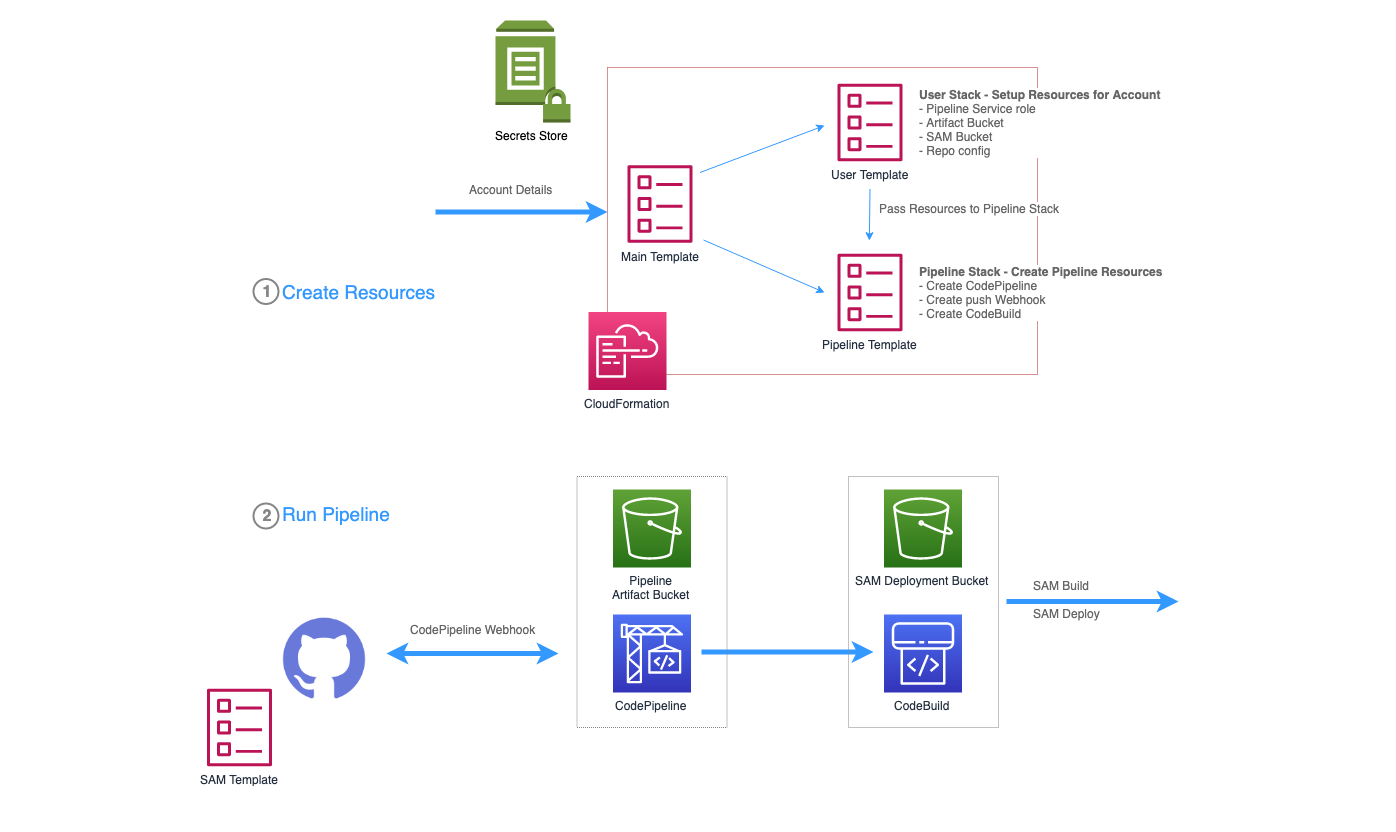 Secrets Store
User Stack - Setup Resources for Account
- Pipeline Service role
- Artifact Bucket
- SAM Bucket
- Repo config
User Template
Account Details
Pass Resources to Pipeline Stack
Main Template
Pipeline Stack - Create Pipeline Resources
- Create CodePipeline
- Create push Webhook
- Create CodeBuild
1 Create Resources
Pipeline Template
CloudFormation
2 Run Pipeline
Pipeline
Artifact Bucket
SAM Deployment Bucket
SAM Build
SAM Deploy
CodePipeline Webhook
</>
</>
CodePipeline
CodeBuild
SAM Template